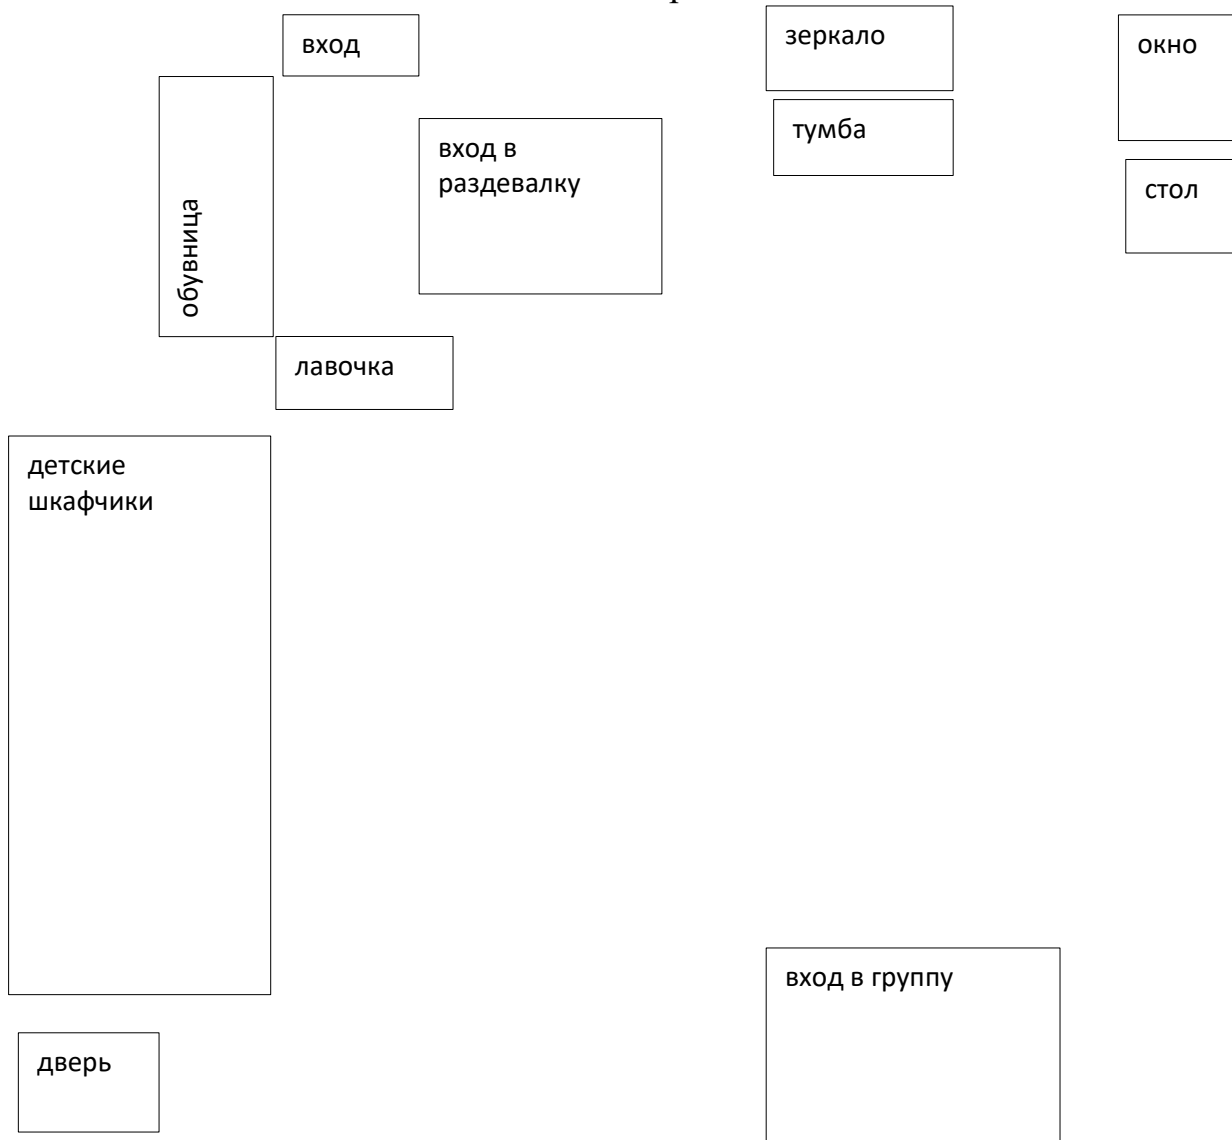 вход
зеркало
окно
тумба
вход в
раздевалку
стол
обувница
лавочка
детские
шкафчики
вход в группу
дверь